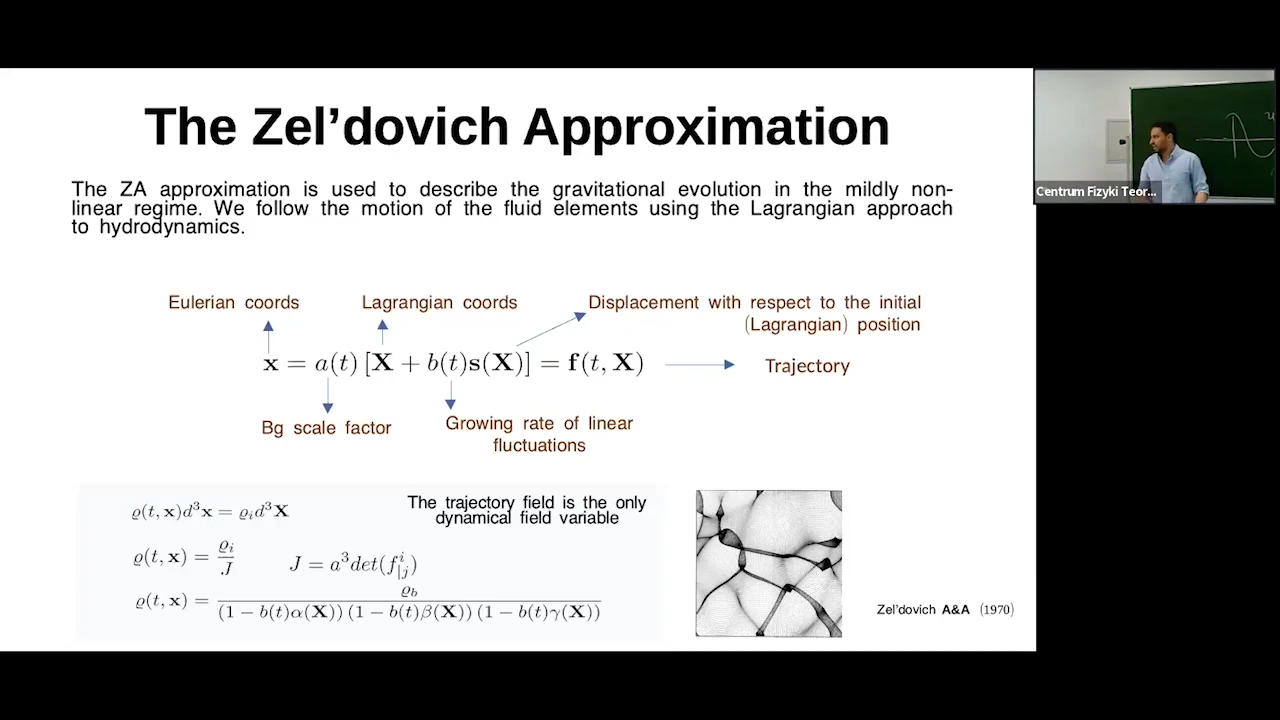 The Zel’dovich Approximation
The ZA approximation is used to describe the gravitational evolution in the mildly non-
linear regime. We follow the motion of the fluid elements using the Lagrangian approach
to hydrodynamics.
Centrum Fizyki Teor...
Eulerian coords
Lagrangian coords
Displacement with respect to the initial
(Lagrangian) position
x = a(t) [X + b(t)s(X)] = f(t, X)
Trajectory
Bg scale factor
Growing rate of linear
fluctuations
ϱ(t, x)d³x = ϱᵢd³X
The trajectory field is the only
dynamical field variable
ϱ(t, x) = ϱᵢ / J
J = a³det(fⁱ|ⱼ)
ϱ(t, x) = ϱb / (1 − b(t)α(X)) (1 − b(t)β(X)) (1 − b(t)γ(X))
Zel’dovich A&A (1970)